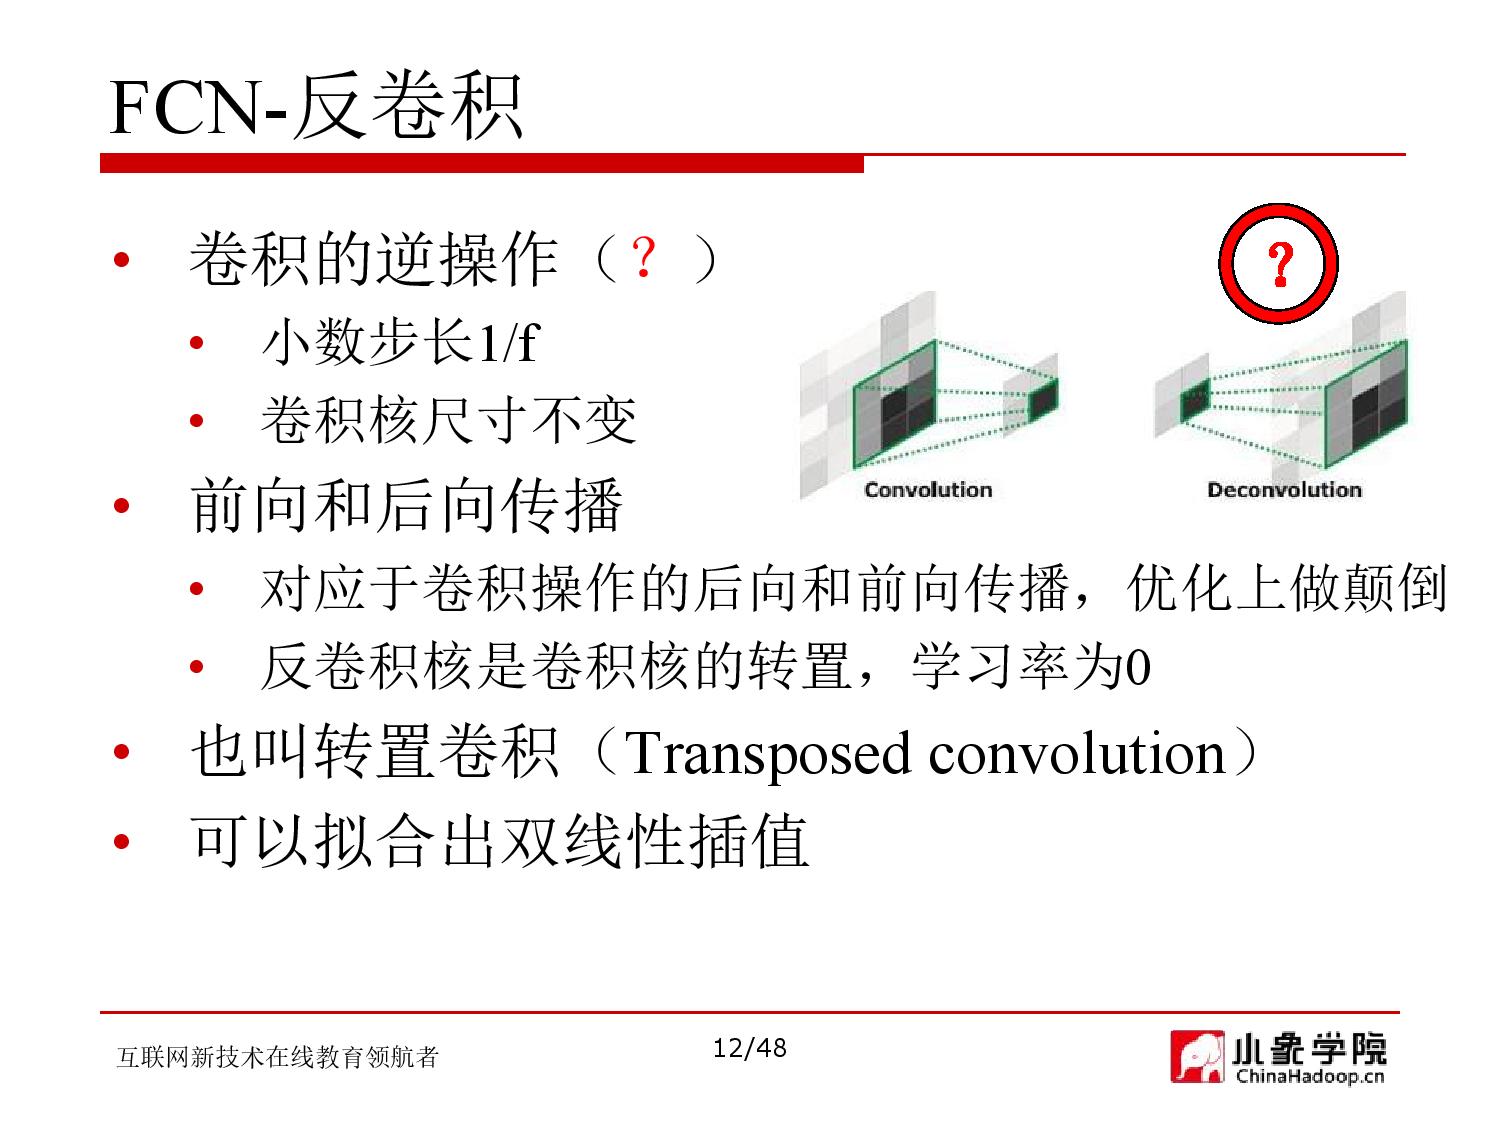 FCN-反卷积
• 卷积的逆操作（？）
• 小数步长1/f
• 卷积核尺寸不变
?
Convolution
Deconvolution
• 前向和后向传播
• 对应于卷积操作的后向和前向传播，优化上做颠倒
• 反卷积核是卷积核的转置，学习率为0
• 也叫转置卷积（Transposed convolution）
• 可以拟合出双线性插值
互联网新技术在线教育领航者
12/48
小象学院
ChinaHadoop.cn